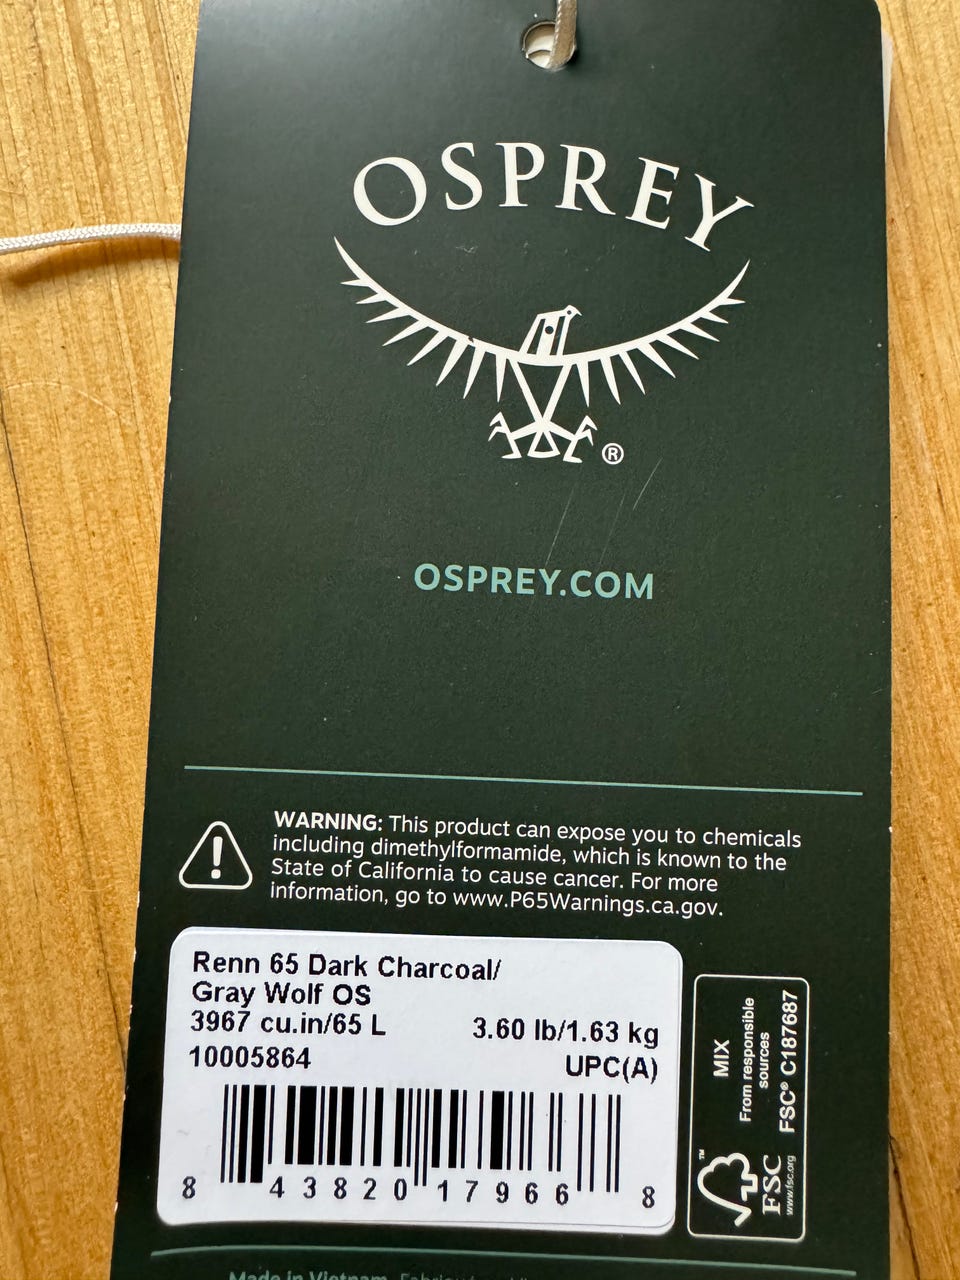 OSPREY
®
OSPREY.COM
WARNING: This product can expose you to chemicals
including dimethylformamide, which is known to the
State of California to cause cancer. For more
information, go to www.P65Warnings.ca.gov.
Renn 65 Dark Charcoal/
Gray Wolf OS
3967 cu.in/65 L 3.60 lb/1.63 kg
10005864 UPC(A)
8 43820 17966 8
MIX
From responsible
sources
FSC® C187687
™
FSC
www.fsc.org
Made in Vietnam